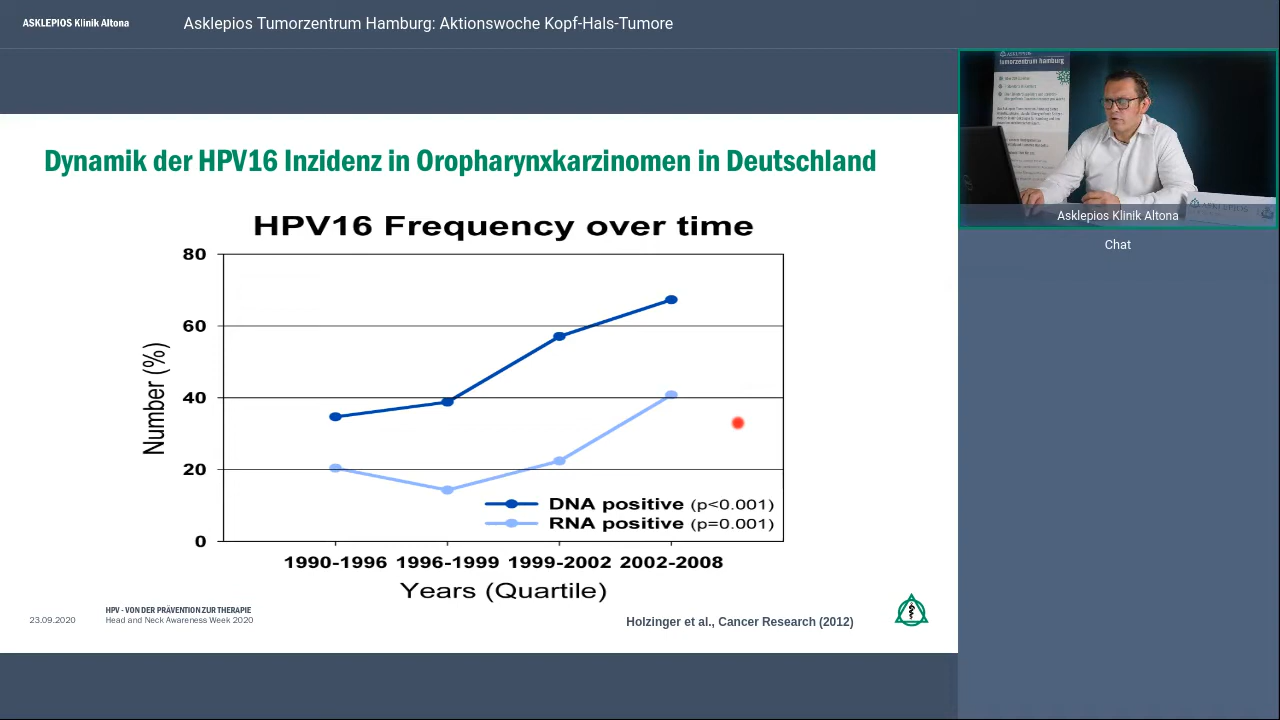 ASKLEPIOS Klinik Altona
Asklepios Tumorzentrum Hamburg: Aktionswoche Kopf-Hals-Tumore
tumorzentrum hamburg
Asklepios Klinik Altona
Chat
Dynamik der HPV16 Inzidenz in Oropharynxkarzinomen in Deutschland
HPV16 Frequency over time
Number (%)
80
60
40
20
0
DNA positive (p<0.001)
RNA positive (p=0.001)
1990-1996 1996-1999 1999-2002 2002-2008
Years (Quartile)
23.09.2020
HPV - VON DER PRÄVENTION ZUR THERAPIE
Head and Neck Awareness Week 2020
Holzinger et al., Cancer Research (2012)